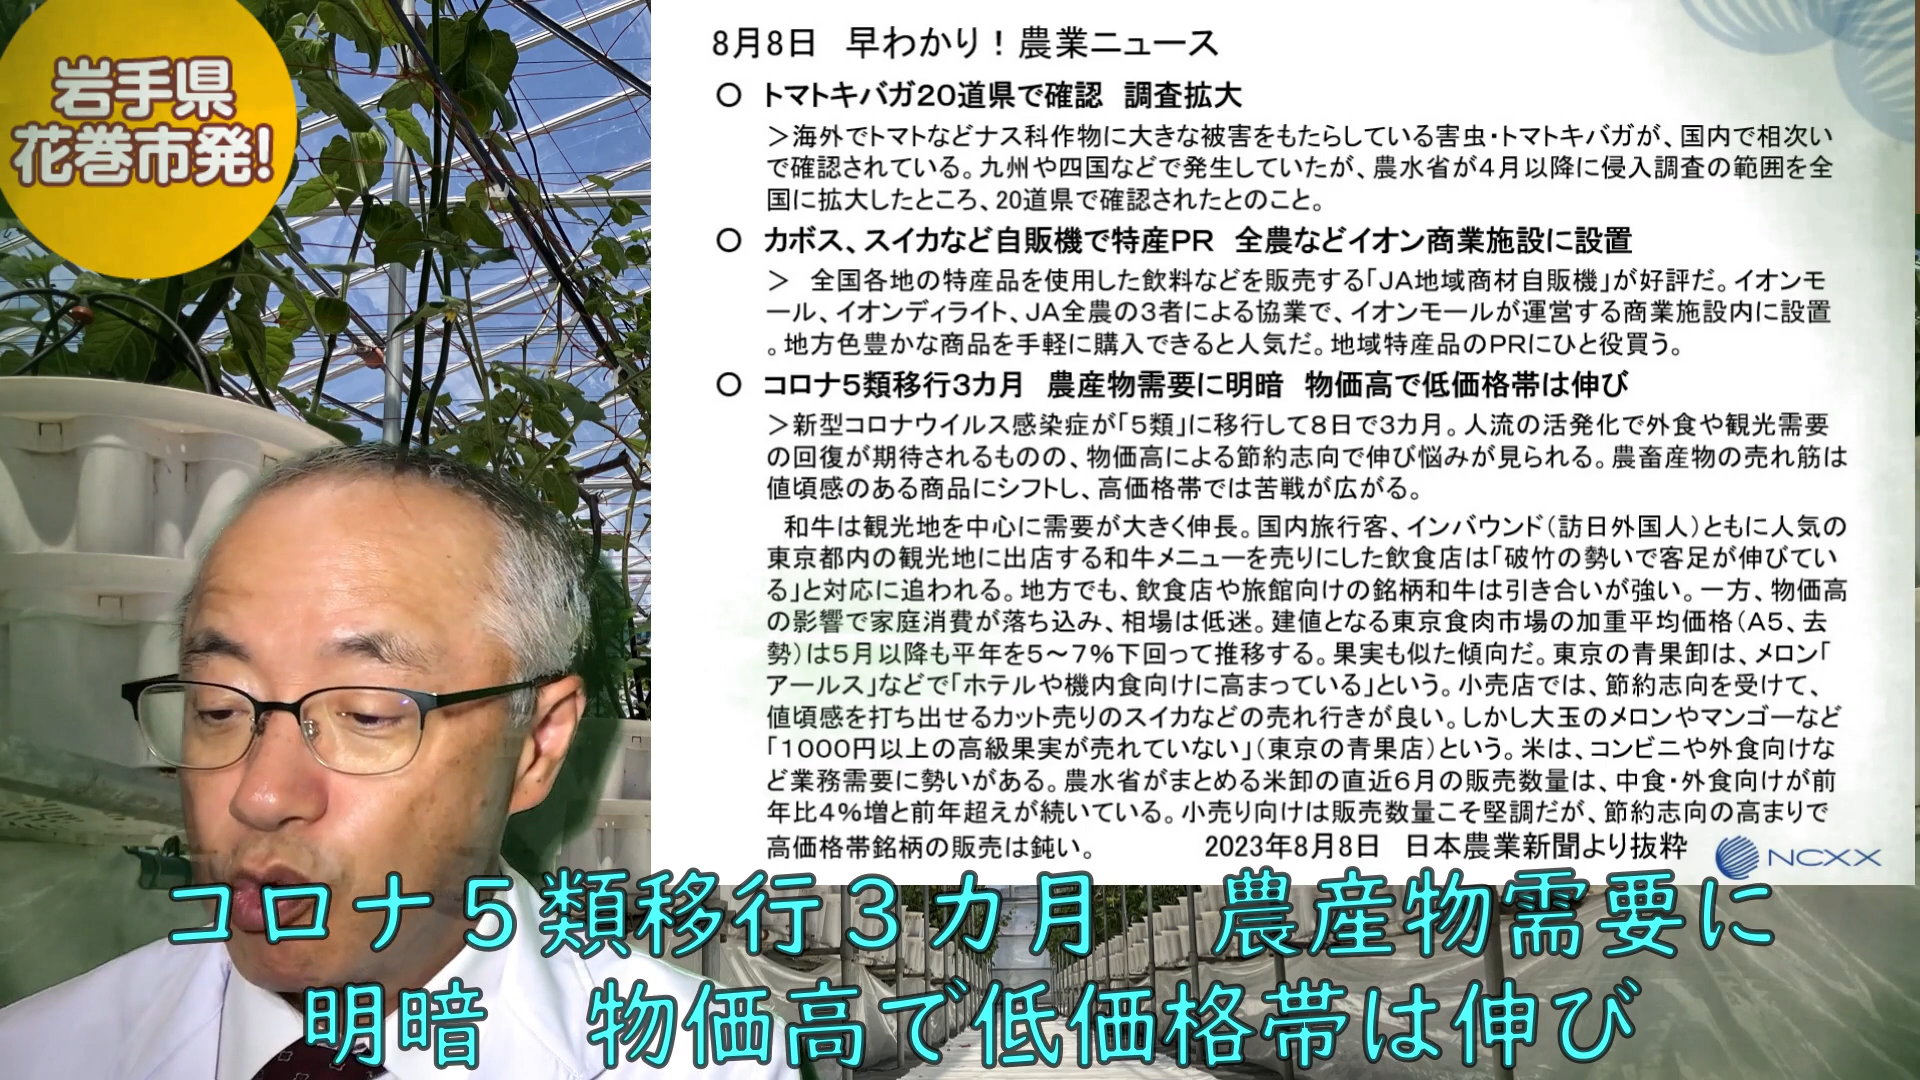 岩手県
花巻市発!
8月8日　早わかり！農業ニュース
○　トマトキバガ20道県で確認　調査拡大
＞海外でトマトなどナス科作物に大きな被害をもたらしている害虫・トマトキバガが、国内で相次い
で確認されている。九州や四国などで発生していたが、農水省が４月以降に侵入調査の範囲を全
国に拡大したところ、20道県で確認されたとのこと。
○　カボス、スイカなど自販機で特産ＰＲ　全農などイオン商業施設に設置
＞　全国各地の特産品を使用した飲料などを販売する「ＪＡ地域商材自販機」が好評だ。イオンモ
ール、イオンディライト、ＪＡ全農の３者による協業で、イオンモールが運営する商業施設内に設置
。地方色豊かな商品を手軽に購入できると人気だ。地域特産品のＰＲにひと役買う。
○　コロナ５類移行３カ月　農産物需要に明暗　物価高で低価格帯は伸び
＞新型コロナウイルス感染症が「５類」に移行して８日で３カ月。人流の活発化で外食や観光需要
の回復が期待されるものの、物価高による節約志向で伸び悩みが見られる。農畜産物の売れ筋は
値頃感のある商品にシフトし、高価格帯では苦戦が広がる。
和牛は観光地を中心に需要が大きく伸長。国内旅行客、インバウンド（訪日外国人）ともに人気の
東京都内の観光地に出店する和牛メニューを売りにした飲食店は「破竹の勢いで客足が伸びてい
る」と対応に追われる。地方でも、飲食店や旅館向けの銘柄和牛は引き合いが強い。一方、物価高
の影響で家庭消費が落ち込み、相場は低迷。建値となる東京食肉市場の加重平均価格（Ａ５、去
勢）は５月以降も平年を５～７％下回って推移する。果実も似た傾向だ。東京の青果卸は、メロン「
アールス」などで「ホテルや機内食向けに高まっている」という。小売店では、節約志向を受けて、
値頃感を打ち出せるカット売りのスイカなどの売れ行きが良い。しかし大玉のメロンやマンゴーなど
「１０００円以上の高級果実が売れていない」（東京の青果店）という。米は、コンビニや外食向けな
ど業務需要に勢いがある。農水省がまとめる米卸の直近６月の販売数量は、中食・外食向けが前
年比４％増と前年超えが続いている。小売り向けは販売数量こそ堅調だが、節約志向の高まりで
高価格帯銘柄の販売は鈍い。　　　2023年8月8日　日本農業新聞より抜粋
NCXX
コロナ５類移行３カ月　農産物需要に
明暗　物価高で低価格帯は伸び